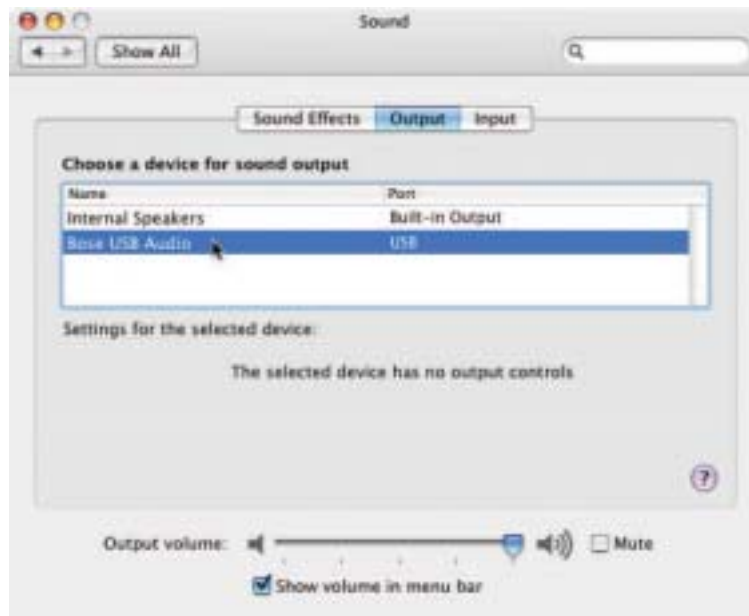 Sound
Show All
Sound Effects Output Input
Choose a device for sound output
Name Port
Internal Speakers Built-in Output
Bose USB Audio USB
Settings for the selected device:
The selected device has no output controls
?
Output volume: Mute
Show volume in menu bar